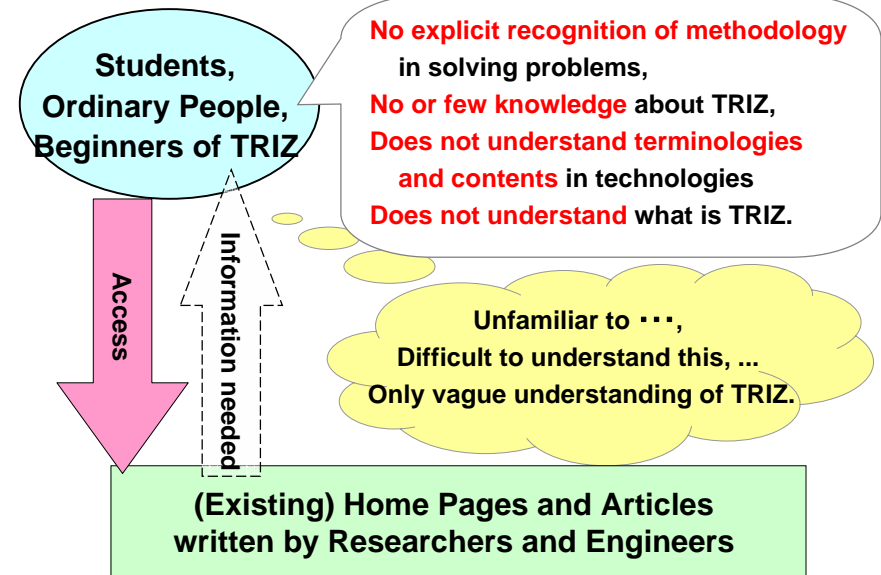 Students,
Ordinary People,
Beginners of TRIZ
No explicit recognition of methodology
in solving problems,
No or few knowledge about TRIZ,
Does not understand terminologies
and contents in technologies
Does not understand what is TRIZ.
Access
Information needed
Unfamiliar to ･･･,
Difficult to understand this, ...
Only vague understanding of TRIZ.
(Existing) Home Pages and Articles
written by Researchers and Engineers